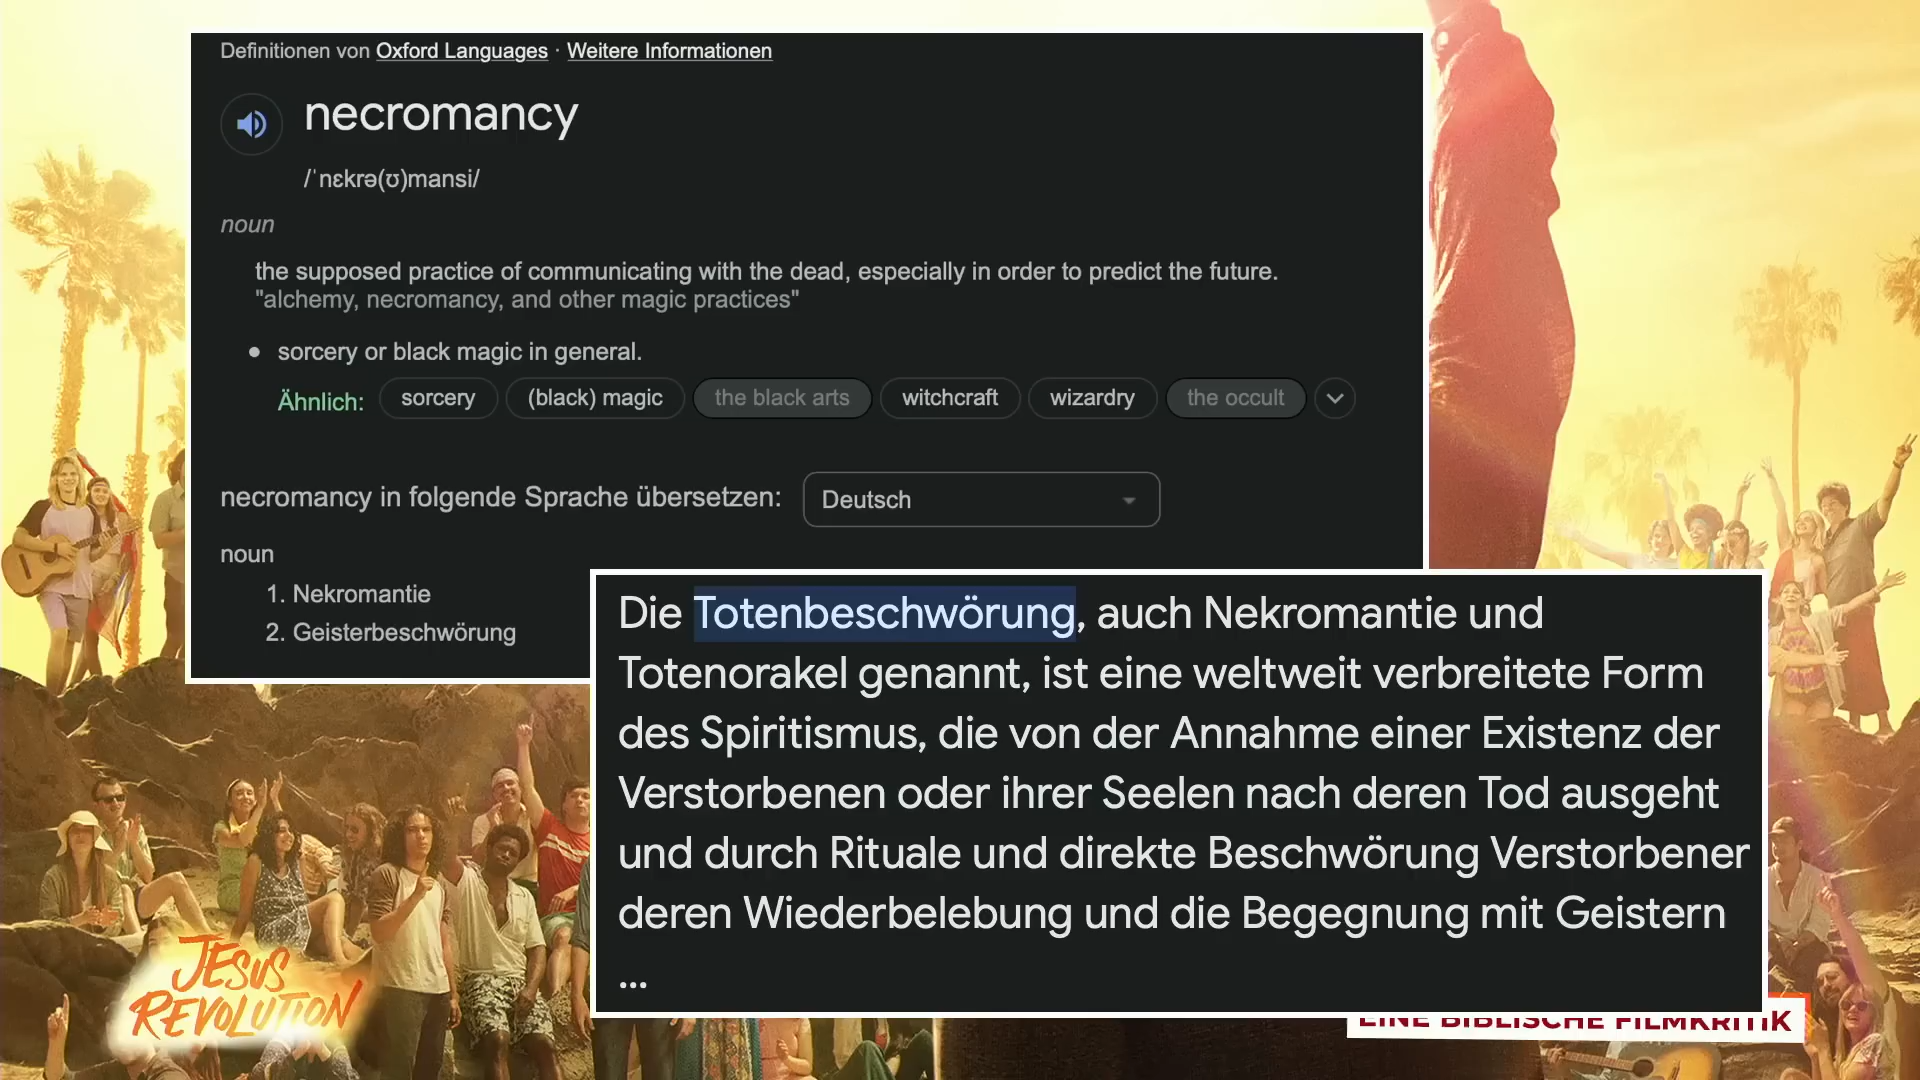 Definitionen von Oxford Languages · Weitere Informationen
necromancy
/ˈnɛkrə(ʊ)mansi/
noun
the supposed practice of communicating with the dead, especially in order to predict the future.
"alchemy, necromancy, and other magic practices"
• sorcery or black magic in general.
Ähnlich: sorcery (black) magic the black arts witchcraft wizardry the occult
necromancy in folgende Sprache übersetzen: Deutsch
noun
1. Nekromantie
2. Geisterbeschwörung
Die Totenbeschwörung, auch Nekromantie und
Totenorakel genannt, ist eine weltweit verbreitete Form
des Spiritismus, die von der Annahme einer Existenz der
Verstorbenen oder ihrer Seelen nach deren Tod ausgeht
und durch Rituale und direkte Beschwörung Verstorbener
deren Wiederbelebung und die Begegnung mit Geistern
...
JESUS
REVOLUTION
EINE BIBLISCHE FILMKRITIK